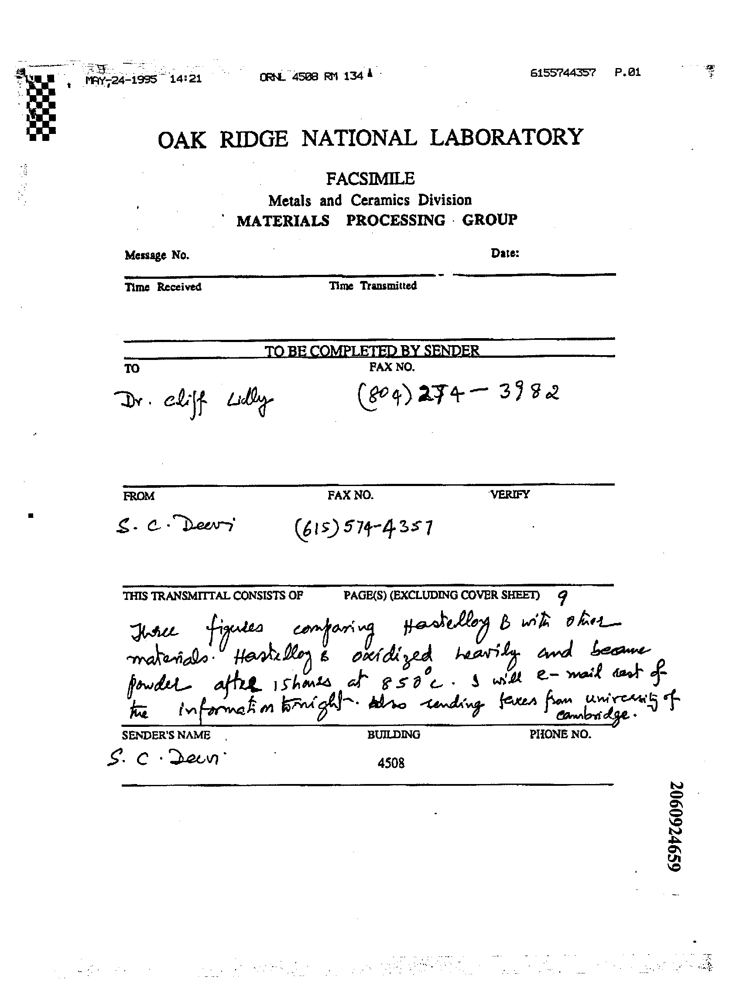 MAY-24-1995 14:21 ORNL 4508 RM 134 6155744357 P.01
OAK RIDGE NATIONAL LABORATORY
FACSIMILE
Metals and Ceramics Division
MATERIALS PROCESSING GROUP
Message No. Date:
Time Received Time Transmitted
TO BE COMPLETED BY SENDER
TO FAX NO.
Dr. Cliff Lilly (804) 274-3982
FROM FAX NO. VERIFY
S. C. Deevi (615) 574-4357
THIS TRANSMITTAL CONSISTS OF PAGE(S) (EXCLUDING COVER SHEET) 9
Three figures comparing Hastelloy B with other
materials. Hastelloy B oxidized heavily and became
powder after 15 hours at 850°C. I will e-mail rest of
the information tonight. Also sending faxes from university of
cambridge.
SENDER'S NAME BUILDING PHONE NO.
S. C. Deevi 4508
2060924659